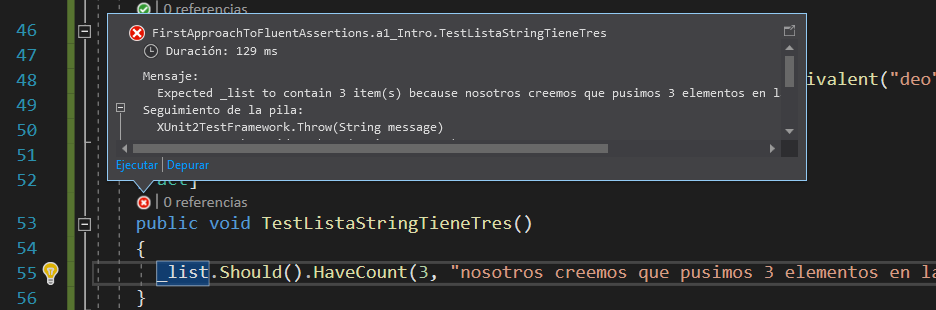 0 referencias
46
FirstApproachToFluentAssertions.a1_Intro.TestListaStringTieneTres
Duración: 129 ms
47
Mensaje:
48
Expected _list to contain 3 item(s) because nosotros creemos que pusimos 3 elementos en l
ivalent("deo"
49
Seguimiento de la pila:
50
XUnit2TestFramework.Throw(String message)
51
Ejecutar | Depurar
52
act]
0 referencias
53 public void TestListaStringTieneTres()
54 {
55 _list.Should().HaveCount(3, "nosotros creemos que pusimos 3 elementos en la
56 }